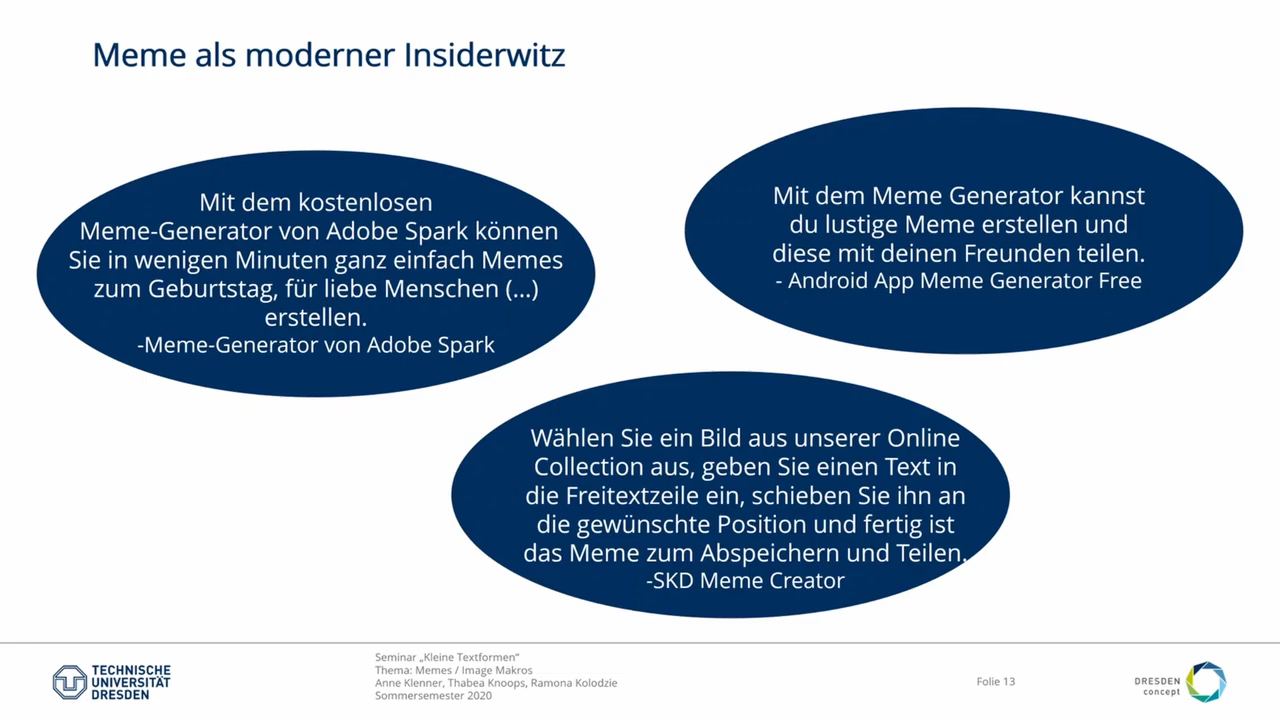 Meme als moderner Insiderwitz
Mit dem kostenlosen
Meme-Generator von Adobe Spark können
Sie in wenigen Minuten ganz einfach Memes
zum Geburtstag, für liebe Menschen (...)
erstellen.
-Meme-Generator von Adobe Spark
Mit dem Meme Generator kannst
du lustige Meme erstellen und
diese mit deinen Freunden teilen.
- Android App Meme Generator Free
Wählen Sie ein Bild aus unserer Online
Collection aus, geben Sie einen Text in
die Freitextzeile ein, schieben Sie ihn an
die gewünschte Position und fertig ist
das Meme zum Abspeichern und Teilen.
-SKD Meme Creator
TECHNISCHE
UNIVERSITÄT
DRESDEN
Seminar „Kleine Textformen“
Thema: Memes / Image Makros
Anne Klenner, Thabea Knoops, Ramona Kolodzie
Sommersemester 2020
Folie 13
DRESDEN
concept